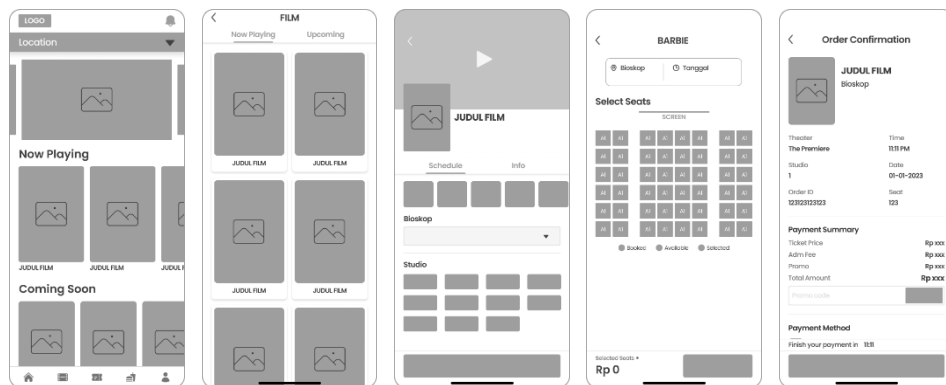 LOGO
Location
Now Playing
JUDUL FILM JUDUL FILM JUDUL F
Coming Soon
FILM
Now Playing Upcoming
JUDUL FILM JUDUL FILM
JUDUL FILM JUDUL FILM
JUDUL FILM
Schedule Info
Bioskop
Studio
BARBIE
Bioskop Tanggal
Select Seats
SCREEN
Booked Available Selected
Selected Seats •
Rp 0
Order Confirmation
JUDUL FILM
Bioskop
Theater Time
The Premiere 11:11 PM
Studio Date
1 01-01-2023
Order ID Seat
123123123123 123
Payment Summary
Ticket Price Rp xxx
Adm Fee Rp xxx
Promo Rp xxx
Total Amount Rp xxx
Promo code
Payment Method
Finish your payment in 11:11